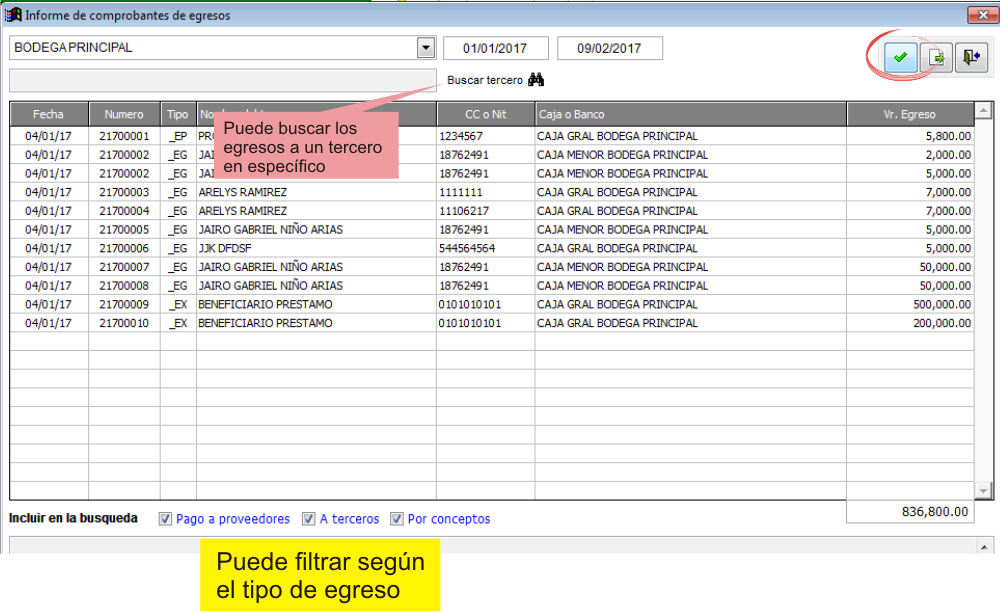 Informe de comprobantes de egresos
BODEGA PRINCIPAL 01/01/2017 09/02/2017
Buscar tercero
Fecha Numero Tipo CC o Nit Caja o Banco Vr. Egreso
Puede buscar los
egresos a un tercero
en específico
04/01/17 21700001 _EP PRO 1234567 CAJA GRAL BODEGA PRINCIPAL 5,800.00
04/01/17 21700002 _EG JAI 18762491 CAJA MENOR BODEGA PRINCIPAL 2,000.00
04/01/17 21700002 _EG JAI 18762491 CAJA MENOR BODEGA PRINCIPAL 5,000.00
04/01/17 21700003 _EG ARELYS RAMIREZ 1111111 CAJA GRAL BODEGA PRINCIPAL 7,000.00
04/01/17 21700004 _EG ARELYS RAMIREZ 11106217 CAJA GRAL BODEGA PRINCIPAL 7,000.00
04/01/17 21700005 _EG JAIRO GABRIEL NIÑO ARIAS 18762491 CAJA MENOR BODEGA PRINCIPAL 5,000.00
04/01/17 21700006 _EG JJK DFDSF 544564564 CAJA GRAL BODEGA PRINCIPAL 5,000.00
04/01/17 21700007 _EG JAIRO GABRIEL NIÑO ARIAS 18762491 CAJA MENOR BODEGA PRINCIPAL 50,000.00
04/01/17 21700008 _EG JAIRO GABRIEL NIÑO ARIAS 18762491 CAJA MENOR BODEGA PRINCIPAL 50,000.00
04/01/17 21700009 _EX BENEFICIARIO PRESTAMO 0101010101 CAJA GRAL BODEGA PRINCIPAL 500,000.00
04/01/17 21700010 _EX BENEFICIARIO PRESTAMO 0101010101 CAJA GRAL BODEGA PRINCIPAL 200,000.00
836,800.00
Incluir en la busqueda Pago a proveedores A terceros Por conceptos
Puede filtrar según
el tipo de egreso